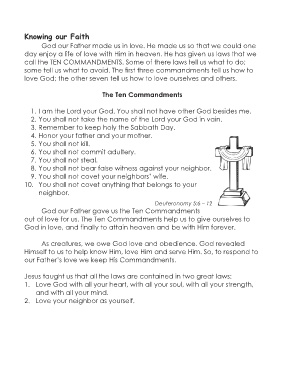 Knowing our Faith
God our Father made us in love. He made us so that we could one
day enjoy a life of love with Him in heaven. He has given us laws that we
call the TEN COMMANDMENTS. Some of there laws tell us what to do;
some tell us what to avoid. The first three commandments tell us how to
love God; the other seven tell us how to love ourselves and others.
The Ten Commandments
1. I am the Lord your God. You shall not have other God besides me.
2. You shall not take the name of the Lord your God in vain.
3. Remember to keep holy the Sabbath Day.
4. Honor your father and your mother.
5. You shall not kill.
6. You shall not commit adultery.
7. You shall not steal.
8. You shall not bear false witness against your neighbor.
9. You shall not covet your neighbors' wife.
10. You shall not covet anything that belongs to your
neighbor.
Deuteronomy 5:6 - 12
God our Father gave us the Ten Commandments
out of love for us. The Ten Commandments help us to give ourselves to
God in love, and finally to attain heaven and be with Him forever.
As creatures, we owe God love and obedience. God revealed
Himself to us to help know Him, love Him and serve Him. So, to respond to
our Father's love we keep His Commandments.
Jesus taught us that all the laws are contained in two great laws:
1. Love God with all your heart, with all your soul, with all your strength,
and with all your mind.
2. Love your neighbor as yourself.